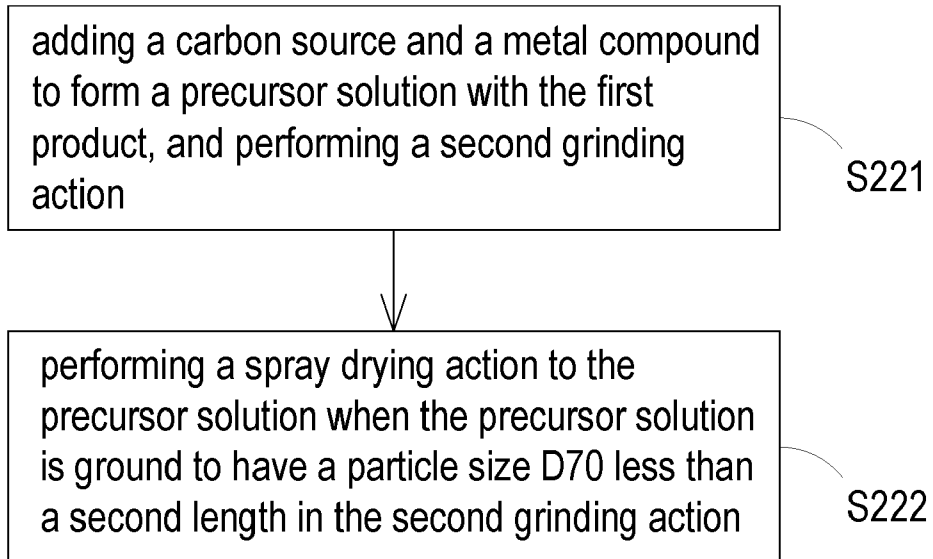 adding a carbon source and a metal compound
to form a precursor solution with the first
product, and performing a second grinding
action
S221
performing a spray drying action to the
precursor solution when the precursor solution
is ground to have a particle size D70 less than
a second length in the second grinding action
S222